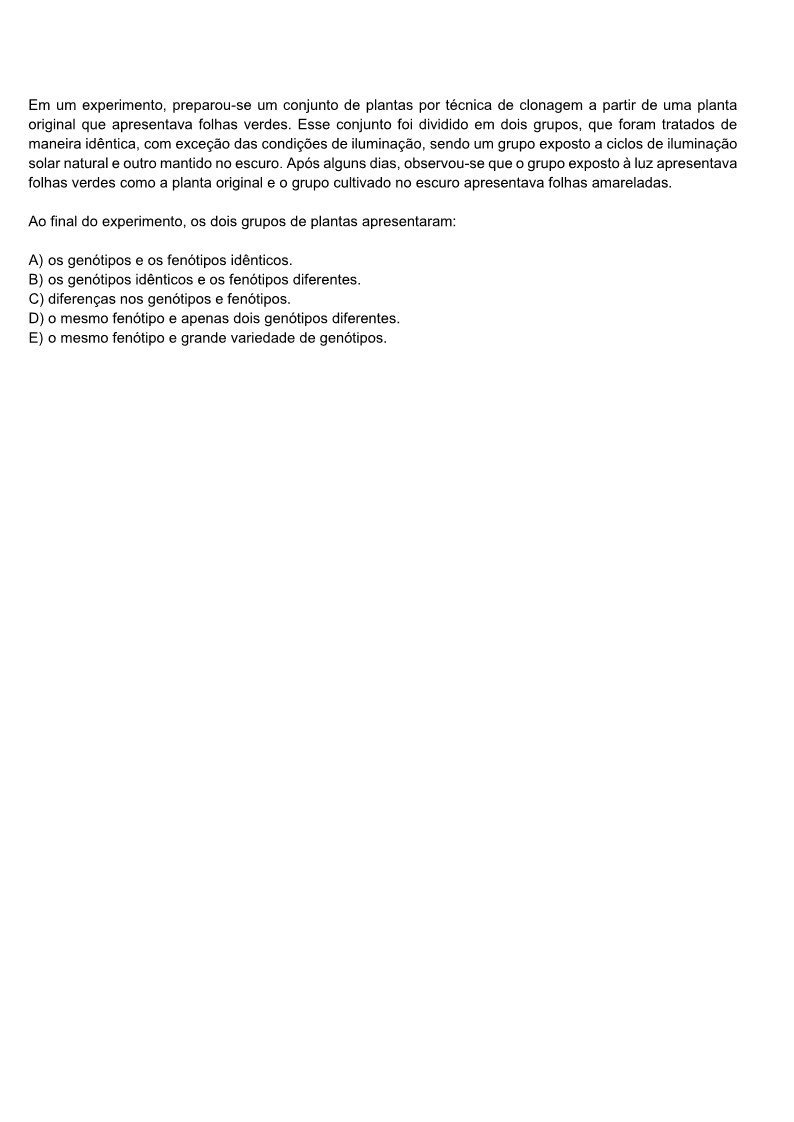 Em um experimento, preparou-se um conjunto de plantas por técnica de clonagem a partir de uma planta
original que apresentava folhas verdes. Esse conjunto foi dividido em dois grupos, que foram tratados de
maneira idêntica, com exceção das condições de iluminação, sendo um grupo exposto a ciclos de iluminação
solar natural e outro mantido no escuro. Após alguns dias, observou-se que o grupo exposto à luz apresentava
folhas verdes como a planta original e o grupo cultivado no escuro apresentava folhas amareladas.
Ao final do experimento, os dois grupos de plantas apresentaram:
A) os genótipos e os fenótipos idênticos.
B) os genótipos idênticos e os fenótipos diferentes.
C) diferenças nos genótipos e fenótipos.
D) o mesmo fenótipo e apenas dois genótipos diferentes.
E) o mesmo fenótipo e grande variedade de genótipos.